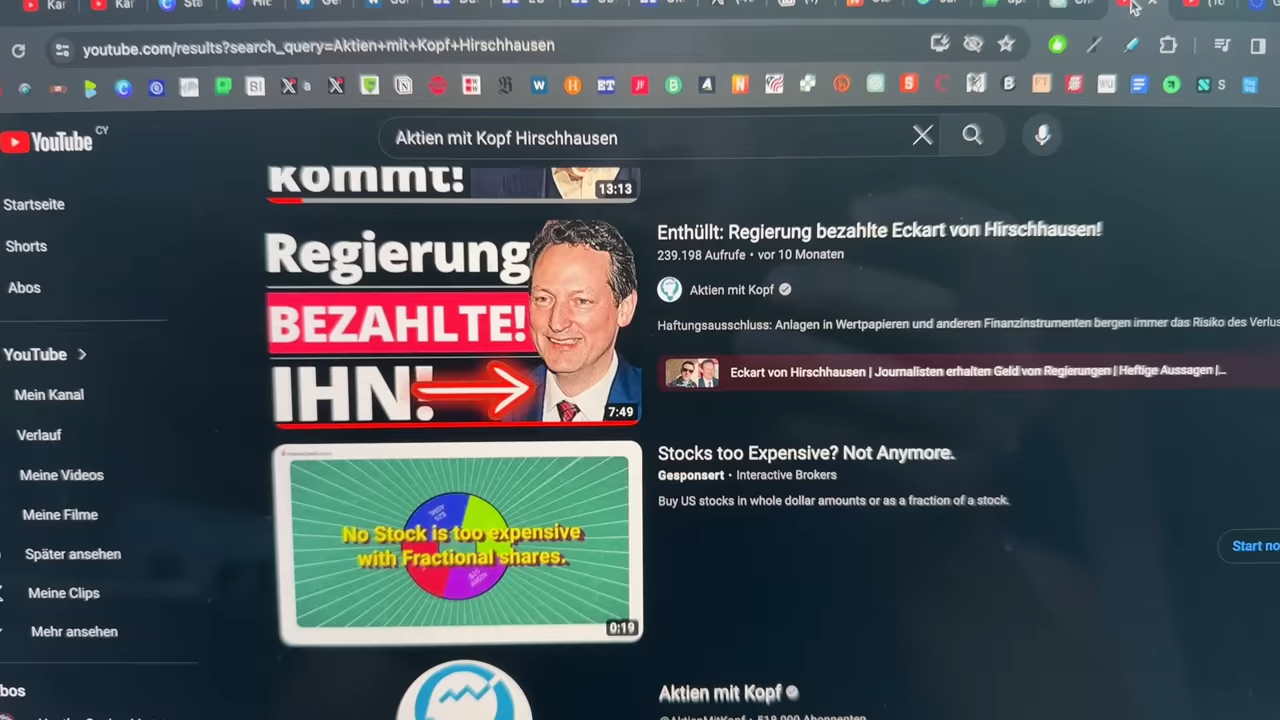 Kar
Kar
youtube.com/results?search_query=Aktien+mit+Kopf+Hirschhausen
YouTube CY
Aktien mit Kopf Hirschhausen
Startseite
Shorts
Abos
YouTube
Mein Kanal
Verlauf
Meine Videos
Meine Filme
Später ansehen
Meine Clips
Mehr ansehen
kommt!
13:13
Regierung
BEZAHLTE!
IHN!
7:49
Enthüllt: Regierung bezahlte Eckart von Hirschhausen!
239.198 Aufrufe • vor 10 Monaten
Aktien mit Kopf
Haftungsausschluss: Anlagen in Wertpapieren und anderen Finanzinstrumenten bergen immer das Risiko des Verlus
Eckart von Hirschhausen | Journalisten erhalten Geld von Regierungen | Heftige Aussagen |...
No Stock is too expensive
with Fractional shares.
0:19
Stocks too Expensive? Not Anymore.
Gesponsert • Interactive Brokers
Buy US stocks in whole dollar amounts or as a fraction of a stock.
Start no
Aktien mit Kopf